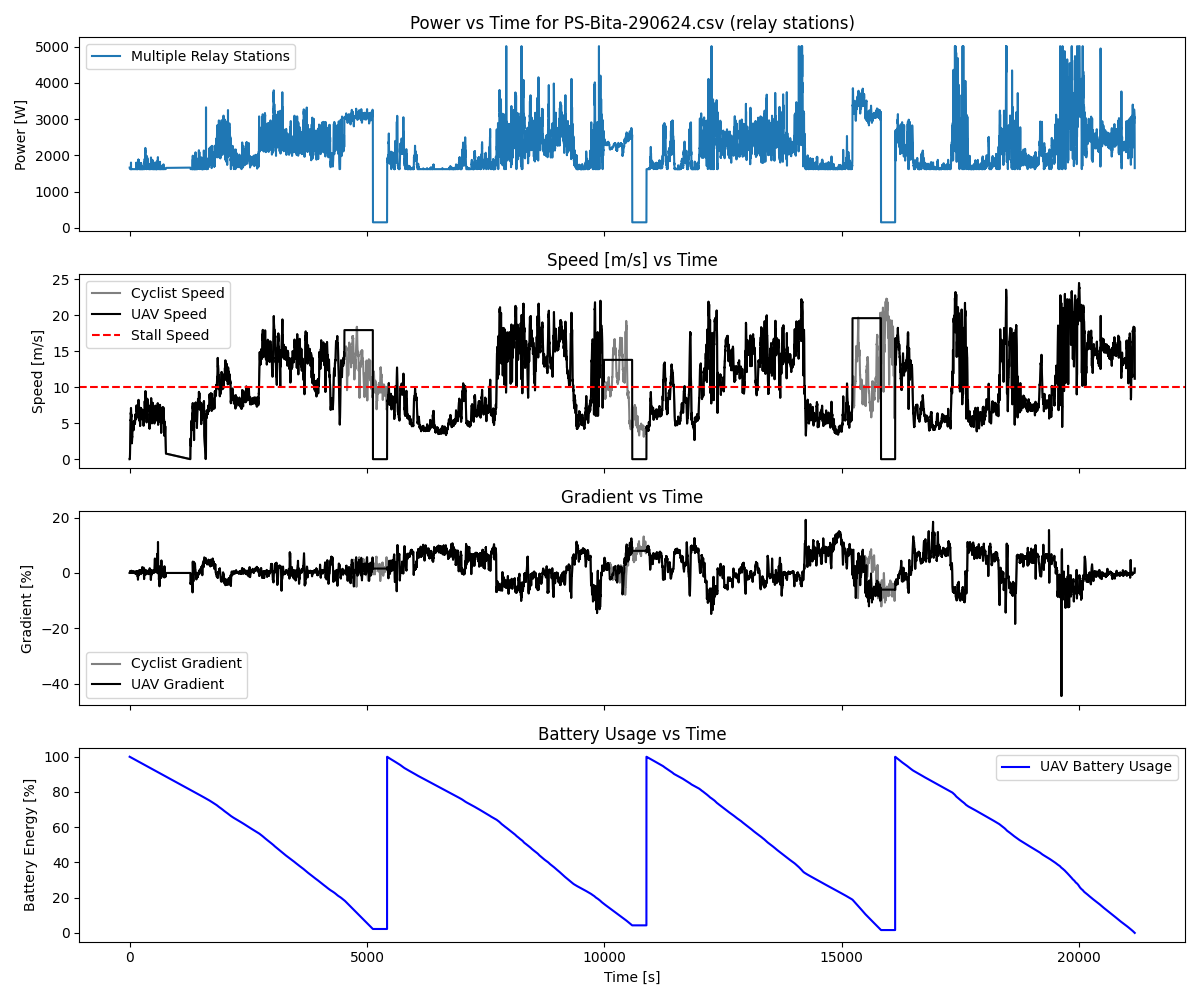 Power vs Time for PS-Bita-290624.csv (relay stations)
Multiple Relay Stations
Power [W]
5000
4000
3000
2000
1000
0
Speed [m/s] vs Time
Cyclist Speed
UAV Speed
Stall Speed
Speed [m/s]
25
20
15
10
5
0
Gradient vs Time
Cyclist Gradient
UAV Gradient
Gradient [%]
20
0
−20
−40
Battery Usage vs Time
UAV Battery Usage
Battery Energy [%]
100
80
60
40
20
0
0 5000 10000 15000 20000
Time [s]